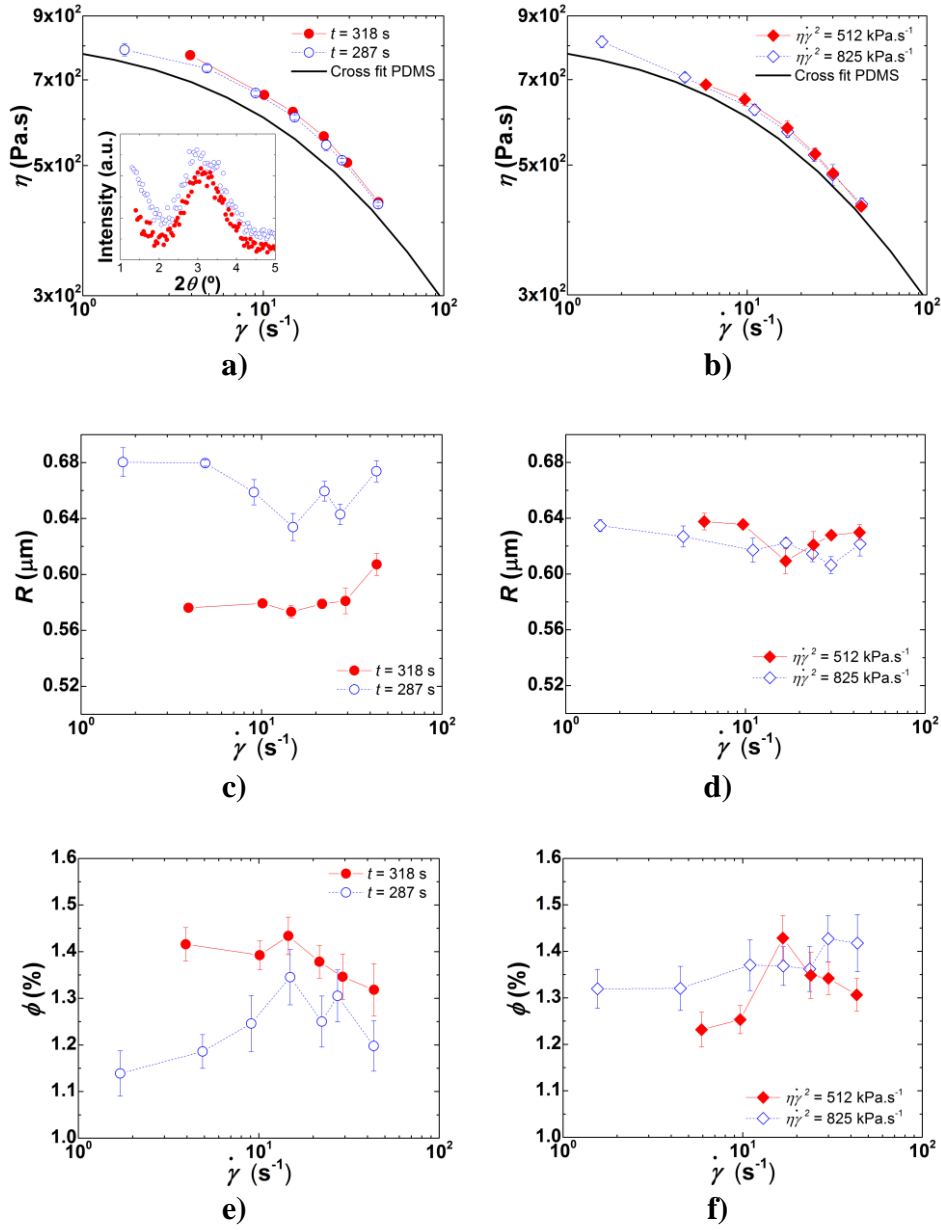 7x10²
5x10²
3x10²
η (Pa.s)
t = 318 s
t = 287 s
Cross fit PDMS
Intensity (a.u.)
1 2 3 4 5
2θ (º)
10⁰ 10¹ 10²
γ̇ (s⁻¹)
a)
7x10²
5x10²
3x10²
η (Pa.s)
ηγ̇² = 512 kPa.s⁻¹
ηγ̇² = 825 kPa.s⁻¹
Cross fit PDMS
10⁰ 10¹ 10²
γ̇ (s⁻¹)
b)
0.68
0.64
0.60
0.56
0.52
R (μm)
t = 318 s
t = 287 s
10⁰ 10¹ 10²
γ̇ (s⁻¹)
c)
0.68
0.64
0.60
0.56
0.52
R (μm)
ηγ̇² = 512 kPa.s⁻¹
ηγ̇² = 825 kPa.s⁻¹
10⁰ 10¹ 10²
γ̇ (s⁻¹)
d)
1.6
1.5
1.4
1.3
1.2
1.1
1.0
ϕ (%)
t = 318 s
t = 287 s
10⁰ 10¹ 10²
γ̇ (s⁻¹)
e)
1.6
1.5
1.4
1.3
1.2
1.1
1.0
ϕ (%)
ηγ̇² = 512 kPa.s⁻¹
ηγ̇² = 825 kPa.s⁻¹
10⁰ 10¹ 10²
γ̇ (s⁻¹)
f)